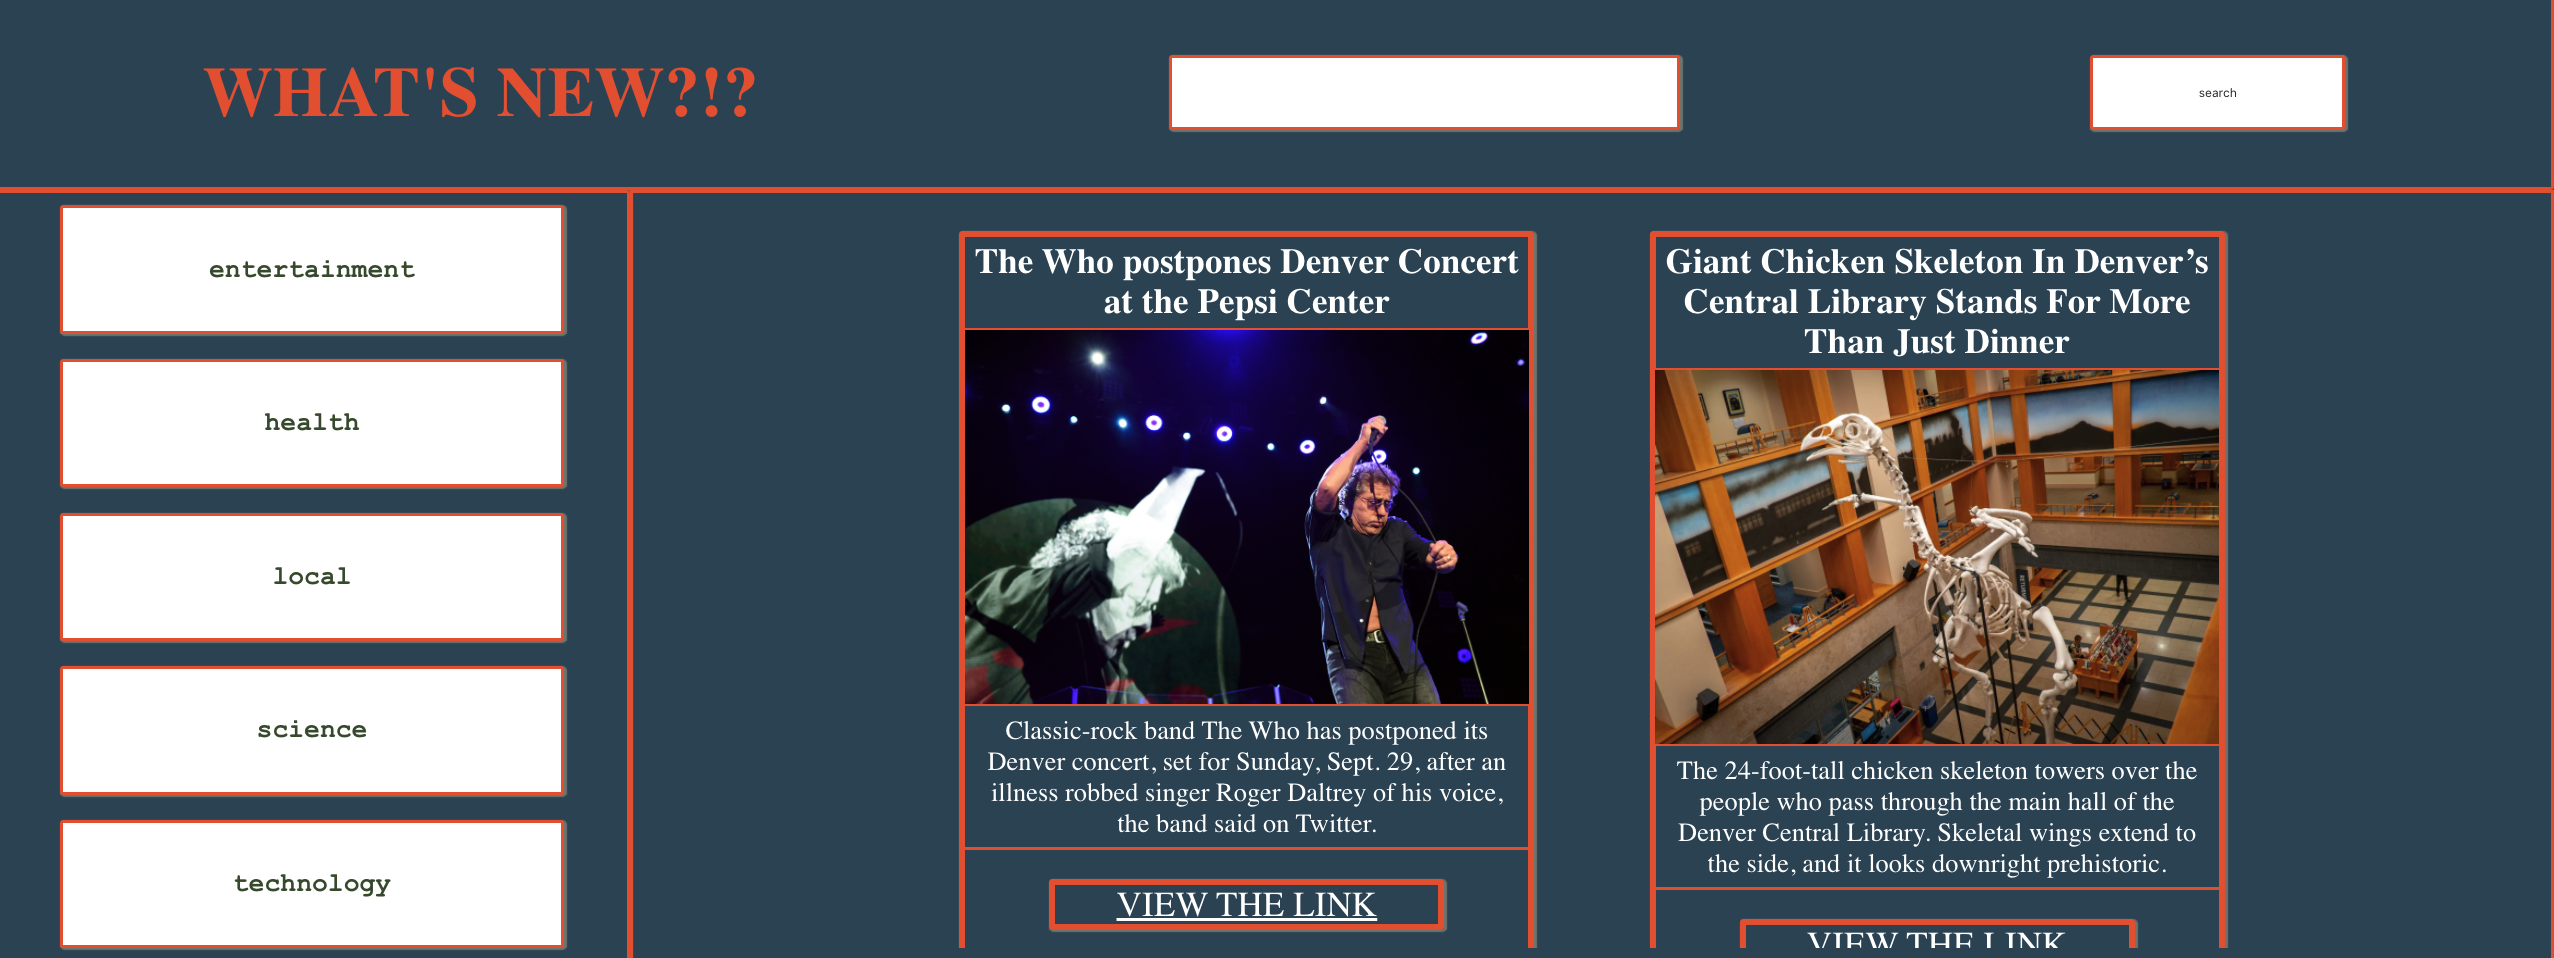 WHAT'S NEW?!?
search
entertainment
health
local
science
technology
The Who postpones Denver Concert
at the Pepsi Center
Classic-rock band The Who has postponed its
Denver concert, set for Sunday, Sept. 29, after an
illness robbed singer Roger Daltrey of his voice,
the band said on Twitter.
VIEW THE LINK
Giant Chicken Skeleton In Denver’s
Central Library Stands For More
Than Just Dinner
The 24-foot-tall chicken skeleton towers over the
people who pass through the main hall of the
Denver Central Library. Skeletal wings extend to
the side, and it looks downright prehistoric.
VIEW THE LINK